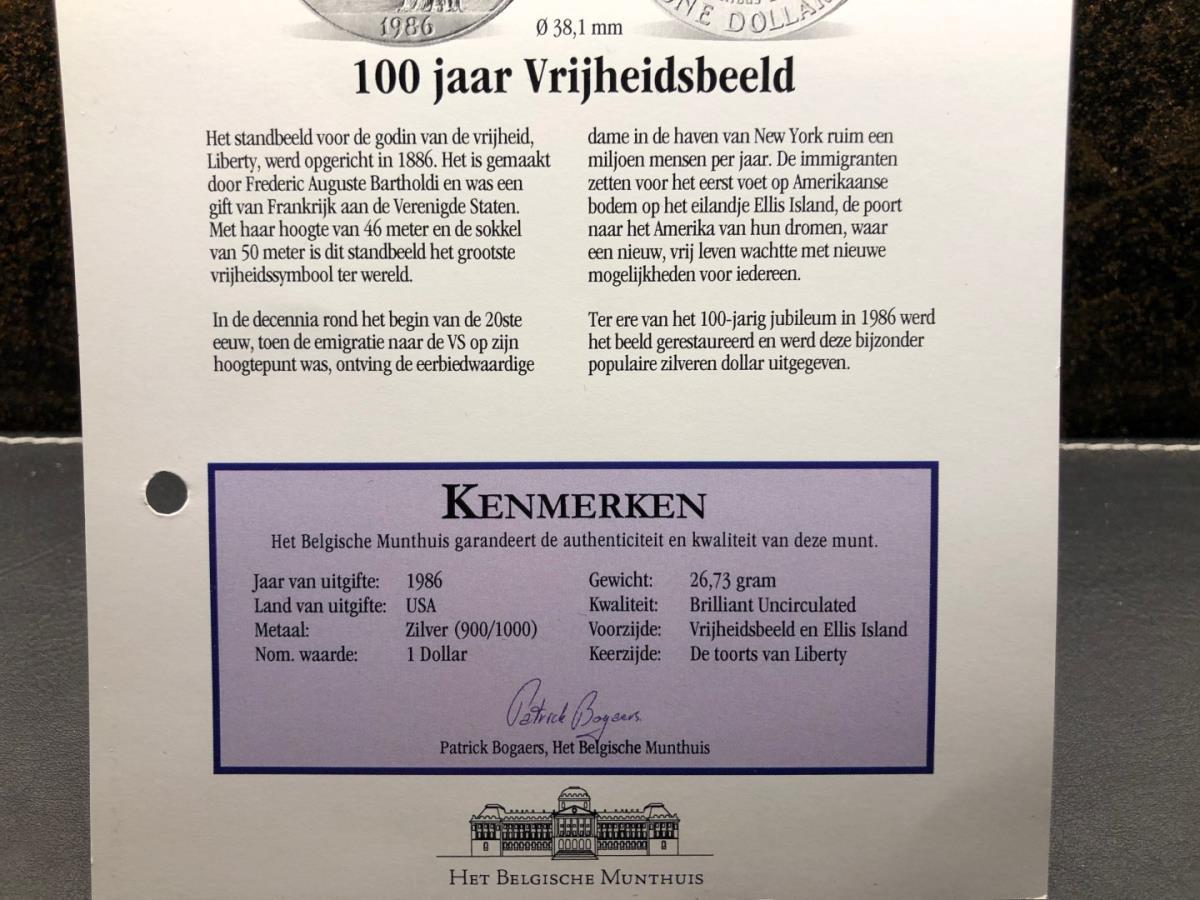 1986
Ø 38,1 mm
ONE DOLLAR
100 jaar Vrijheidsbeeld
Het standbeeld voor de godin van de vrijheid,
Liberty, werd opgericht in 1886. Het is gemaakt
door Frederic Auguste Bartholdi en was een
gift van Frankrijk aan de Verenigde Staten.
Met haar hoogte van 46 meter en de sokkel
van 50 meter is dit standbeeld het grootste
vrijheidssymbool ter wereld.
In de decennia rond het begin van de 20ste
eeuw, toen de emigratie naar de VS op zijn
hoogtepunt was, ontving de eerbiedwaardige
dame in de haven van New York ruim een
miljoen mensen per jaar. De immigranten
zetten voor het eerst voet op Amerikaanse
bodem op het eilandje Ellis Island, de poort
naar het Amerika van hun dromen, waar
een nieuw, vrij leven wachtte met nieuwe
mogelijkheden voor iedereen.
Ter ere van het 100-jarig jubileum in 1986 werd
het beeld gerestaureerd en werd deze bijzonder
populaire zilveren dollar uitgegeven.
KENMERKEN
Het Belgische Munthuis garandeert de authenticiteit en kwaliteit van deze munt.
Jaar van uitgifte: 1986
Land van uitgifte: USA
Metaal: Zilver (900/1000)
Nom. waarde: 1 Dollar
Gewicht: 26,73 gram
Kwaliteit: Brilliant Uncirculated
Voorzijde: Vrijheidsbeeld en Ellis Island
Keerzijde: De toorts van Liberty
Patrick Bogaers
Patrick Bogaers, Het Belgische Munthuis
HET BELGISCHE MUNTHUIS